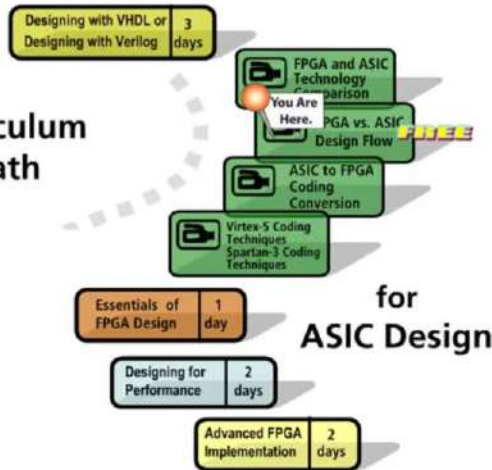 Designing with VHDL or
Designing with Verilog
3
days
FPGA and ASIC
Technology
Comparison
You Are
Here.
FPGA vs. ASIC
Design Flow
FREE
culum
ath
ASIC to FPGA
Coding
Conversion
Virtex-5 Coding
Techniques
Spartan-3 Coding
Techniques
Essentials of
FPGA Design
1
day
for
ASIC Design
Designing for
Performance
2
days
Advanced FPGA
Implementation
2
days